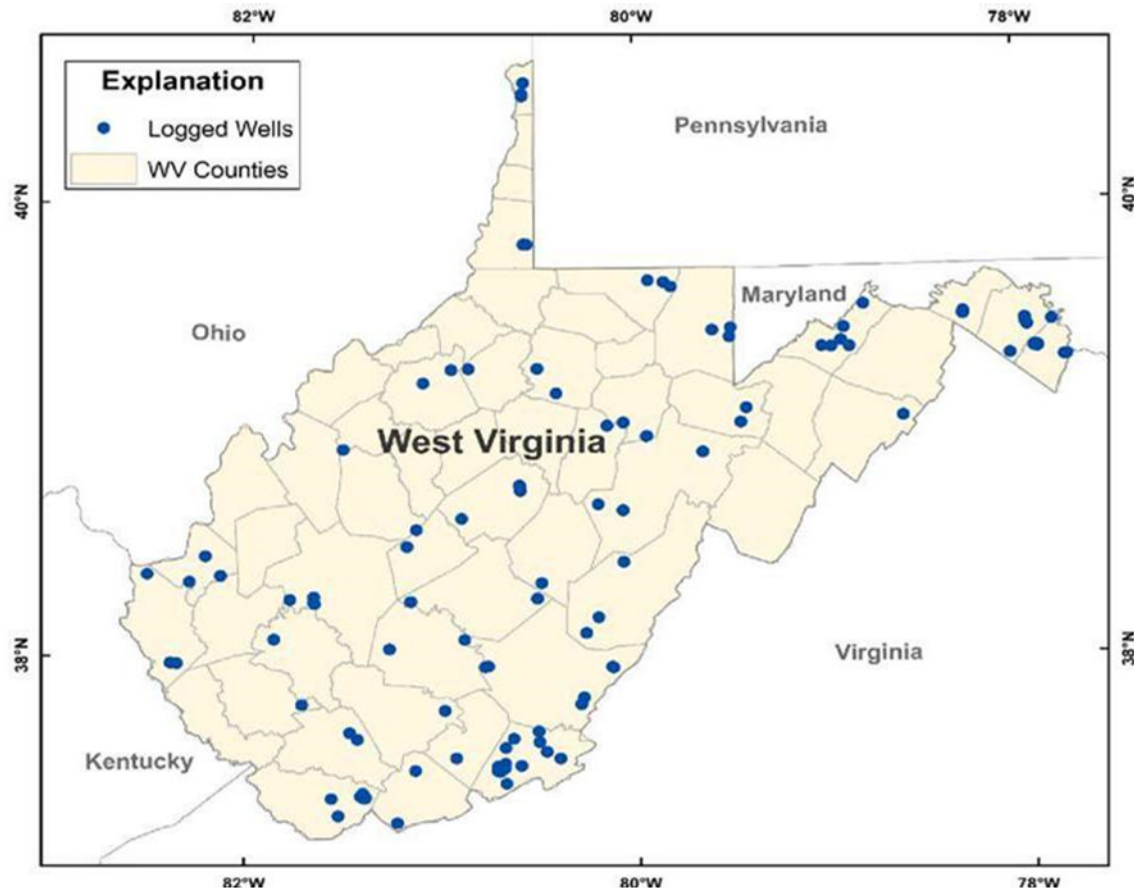 82°W 80°W 78°W
Explanation
Logged Wells
WV Counties
Pennsylvania
40°N 40°N
Maryland
Ohio
West Virginia
38°N 38°N
Virginia
Kentucky
82°W 80°W 78°W